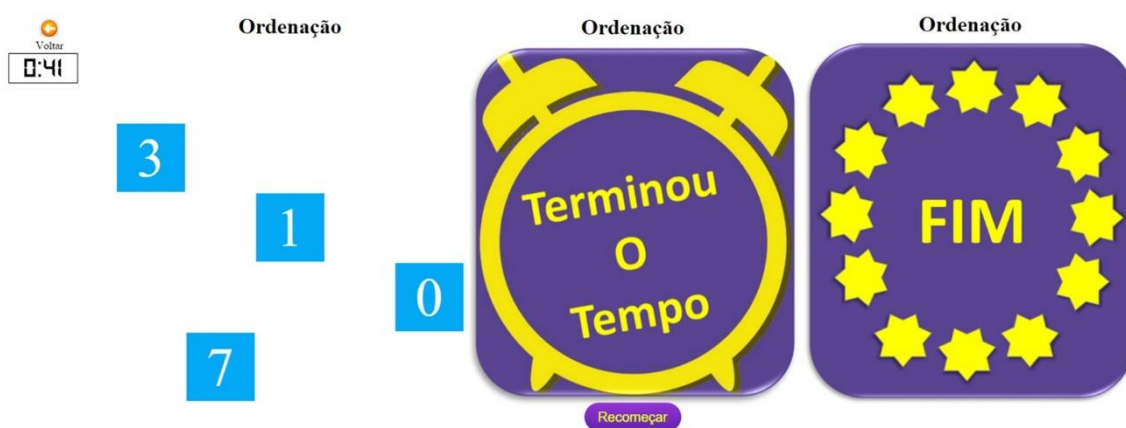 Voltar
0:41
Ordenação
3
1
0
7
Ordenação
Terminou
O
Tempo
Recomeçar
Ordenação
FIM